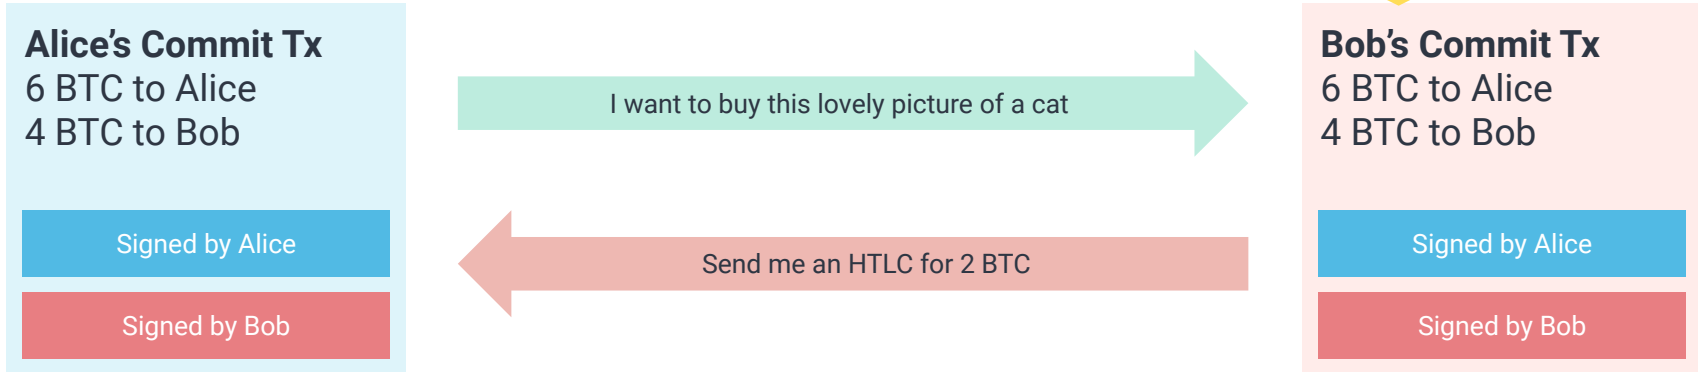 Alice’s Commit Tx
6 BTC to Alice
4 BTC to Bob
Signed by Alice
Signed by Bob
I want to buy this lovely picture of a cat
Send me an HTLC for 2 BTC
Bob’s Commit Tx
6 BTC to Alice
4 BTC to Bob
Signed by Alice
Signed by Bob